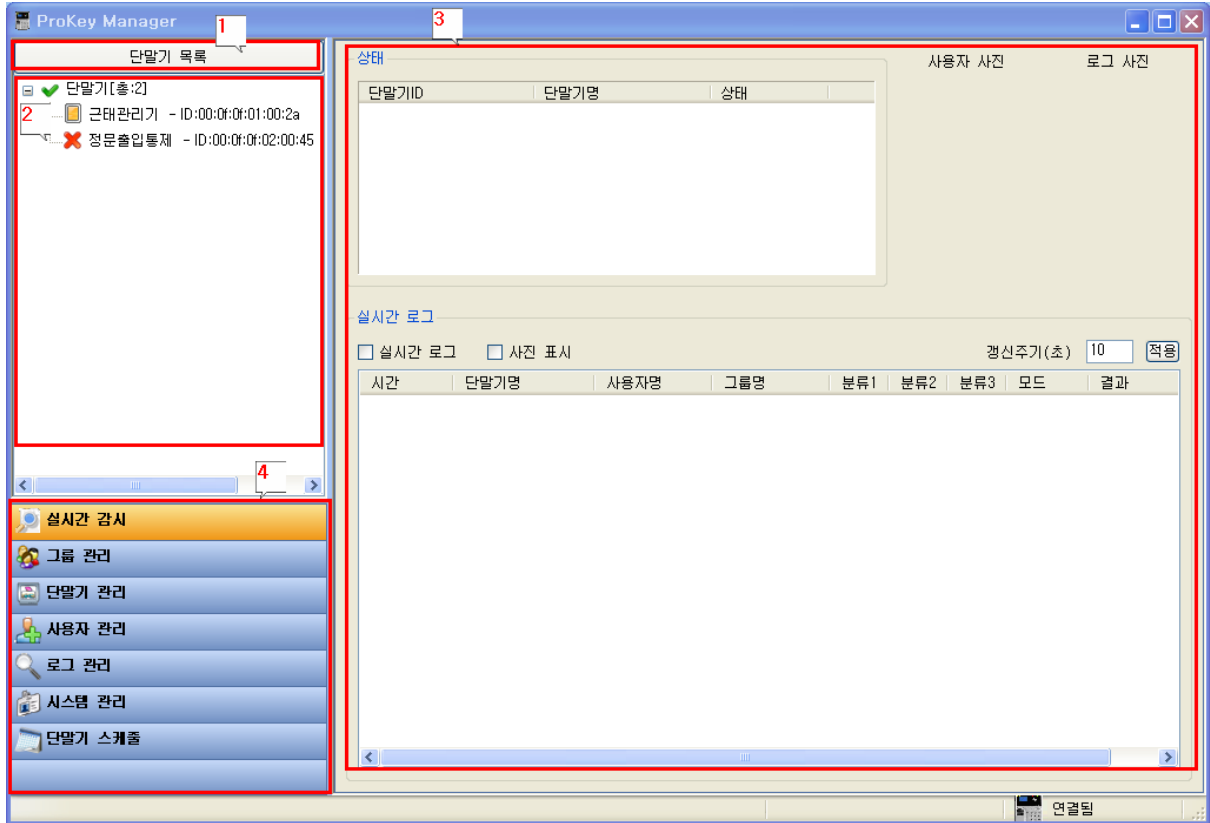 ProKey Manager
1
3
단말기 목록
상태
사용자 사진
로그 사진
단말기[총:2]
단말기ID 단말기명 상태
2
근태관리기 - ID:00:0f:0f:01:00:2a
정문출입통제 - ID:00:0f:0f:02:00:45
실시간 로그
실시간 로그 사진 표시 갱신주기(초) 10 적용
시간 단말기명 사용자명 그룹명 분류1 분류2 분류3 모드 결과
4
실시간 감시
그룹 관리
단말기 관리
사용자 관리
로그 관리
시스템 관리
단말기 스케줄
연결됨